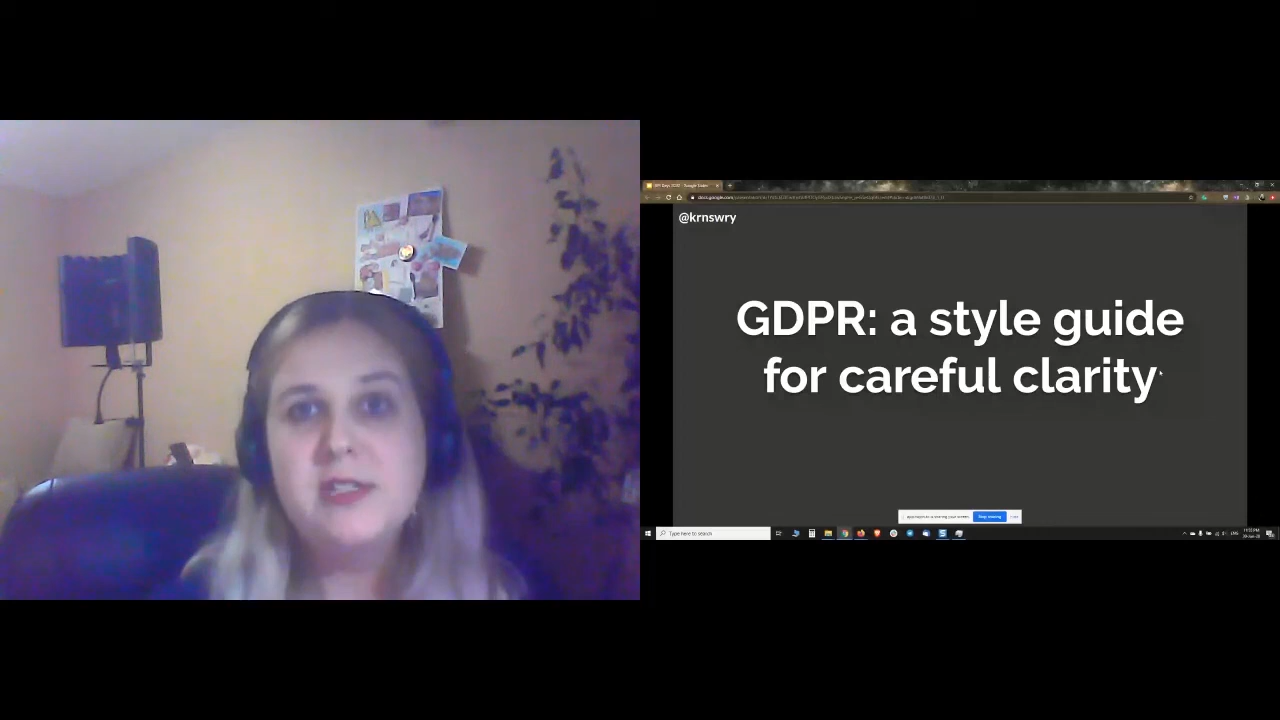 @krnswry
GDPR: a style guide
for careful clarity
Stop sharing
Type here to search